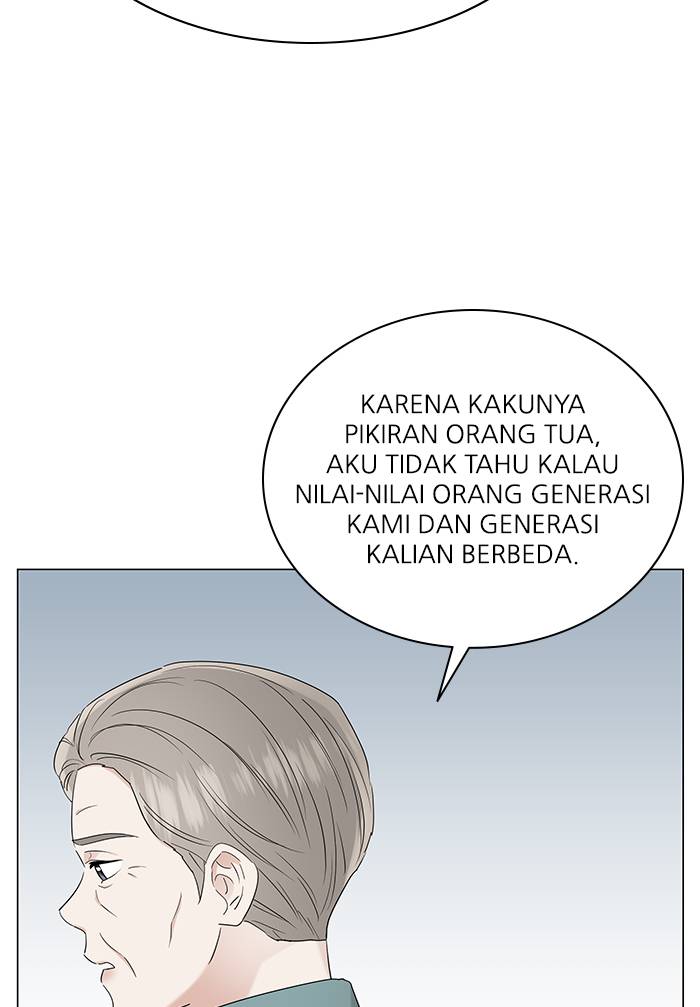 KARENA KAKUNYA
PIKIRAN ORANG TUA,
AKU TIDAK TAHU KALAU
NILAI-NILAI ORANG GENERASI
KAMI DAN GENERASI
KALIAN BERBEDA.